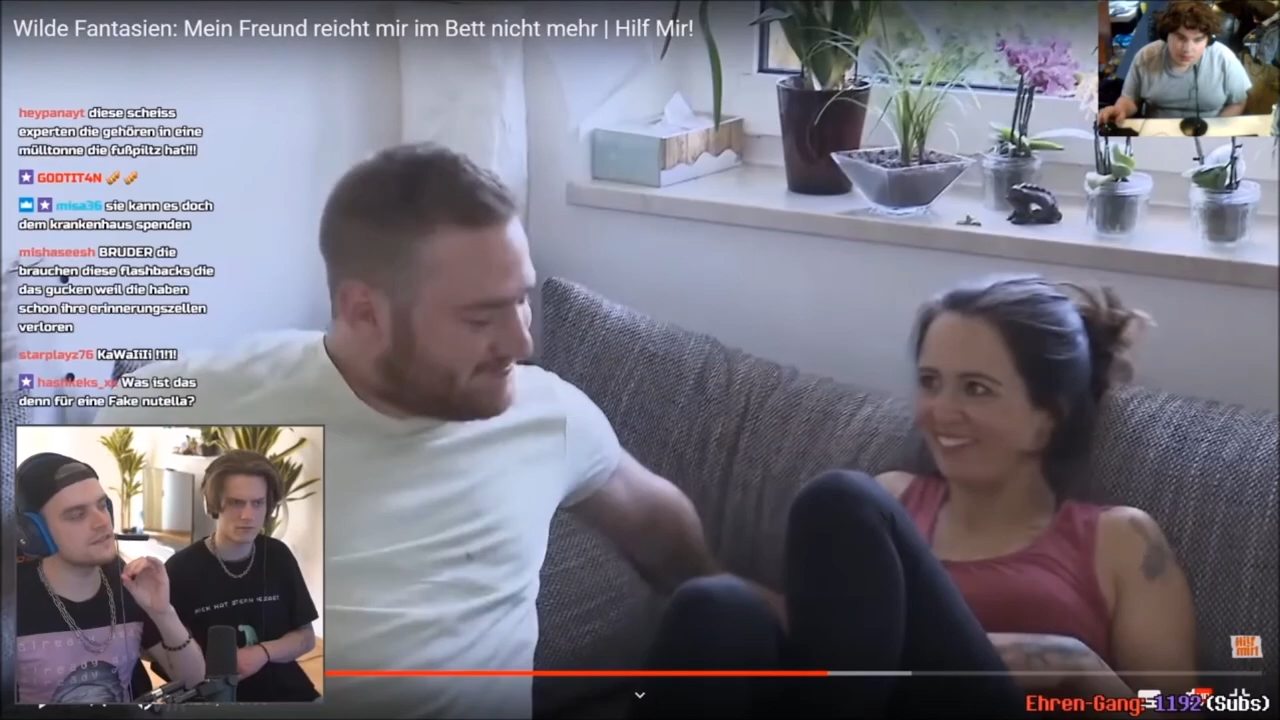 Wilde Fantasien: Mein Freund reicht mir im Bett nicht mehr | Hilf Mir!
heypanayt diese scheiss
experten die gehören in eine
mülltonne die fußpiltz hat!!!
G0DTIT4N
misa36 sie kann es doch
dem krankenhaus spenden
mishaseesh BRUDER die
brauchen diese flashbacks die
das gucken weil die haben
schon ihre erinnerungszellen
verloren
starplayz76 KaWaIiIi !1!1!
Was ist das
denn für eine Fake nutella?
Hilf
mir!
Ehren-Gang: 1192 (Subs)